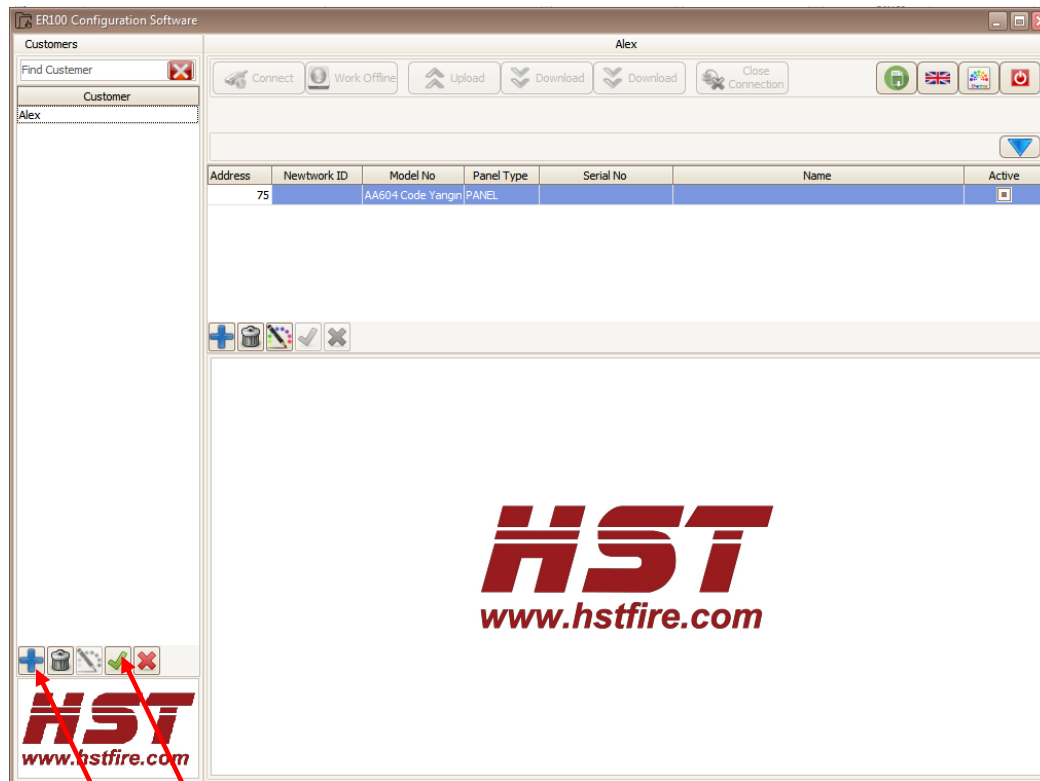 ER100 Configuration Software
Customers
Alex
Find Custemer
Connect
Work Offline
Upload
Download
Download
Close Connection
thema
Customer
Alex
Address Newtwork ID Model No Panel Type Serial No Name Active
75 AA604 Code Yangın PANEL
HST
www.hstfire.com
HST
www.hstfire.com